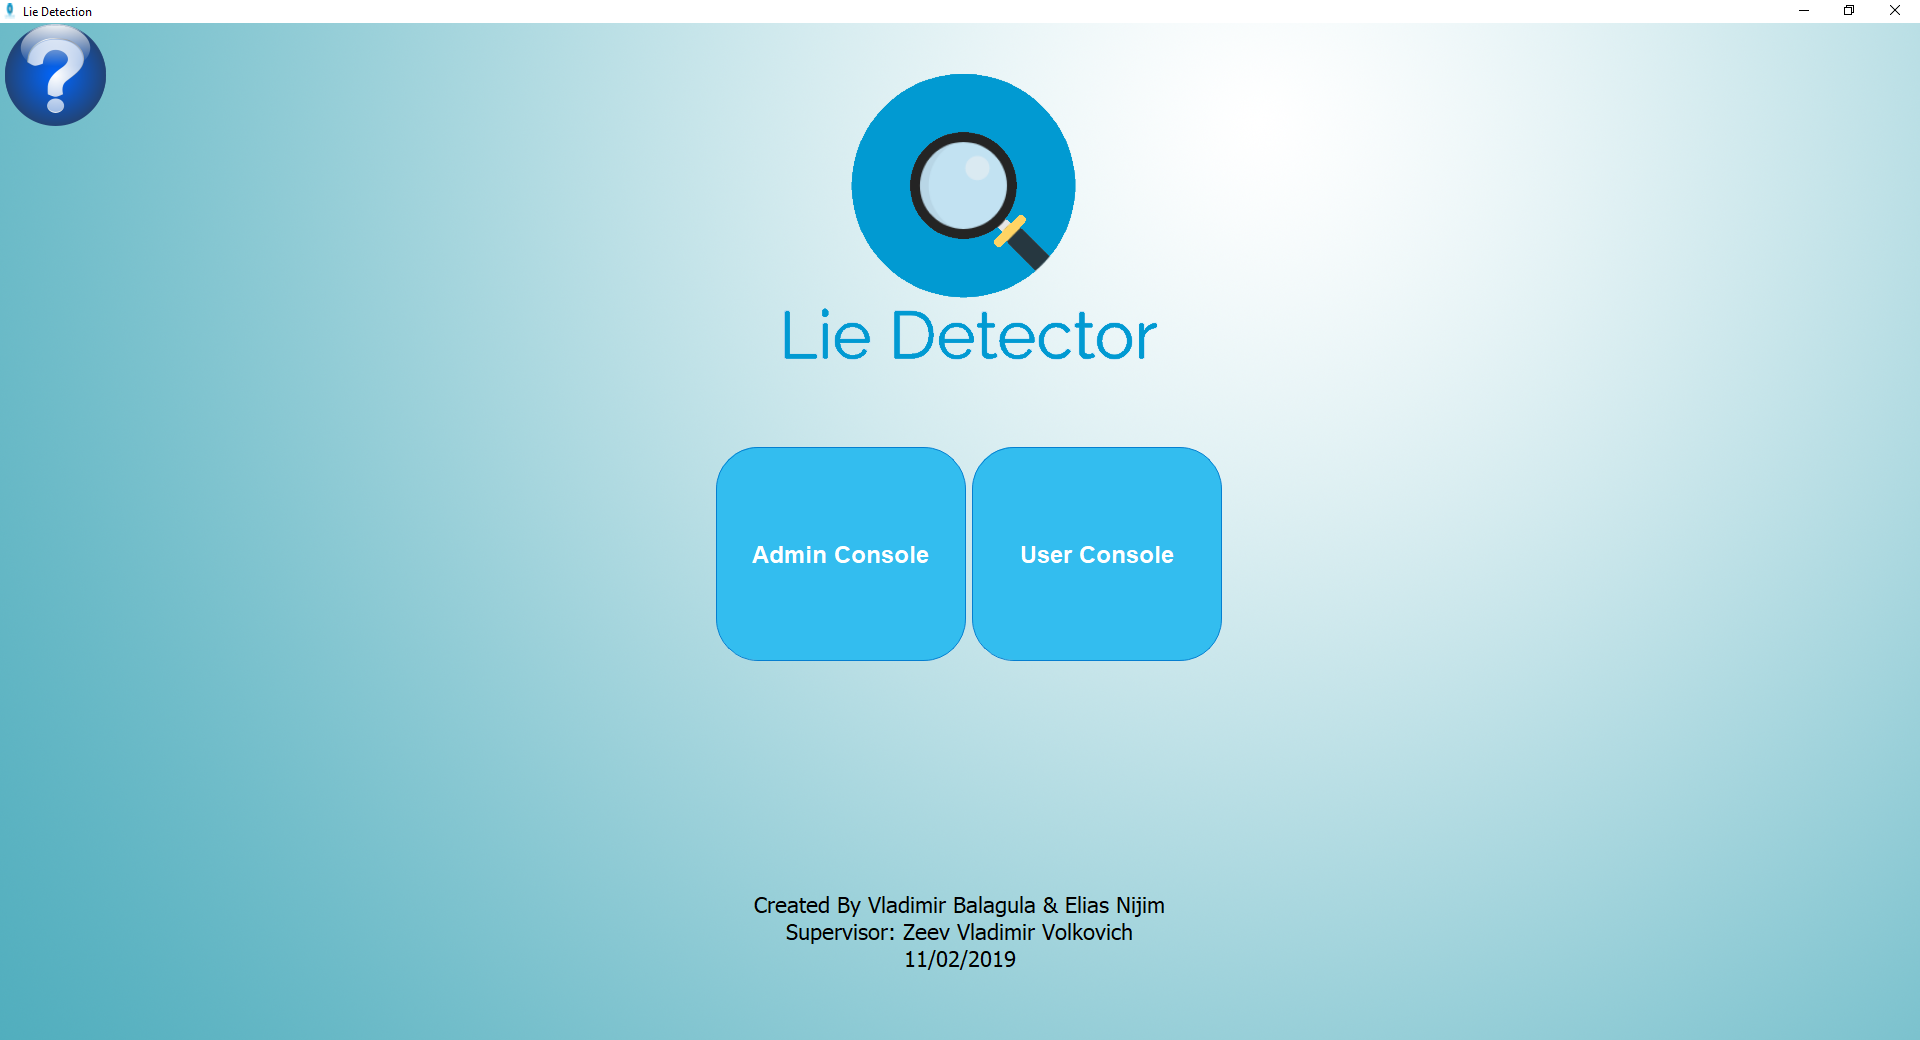 Lie Detection
?
Lie Detector
Admin Console
User Console
Created By Vladimir Balagula & Elias Nijim
Supervisor: Zeev Vladimir Volkovich
11/02/2019